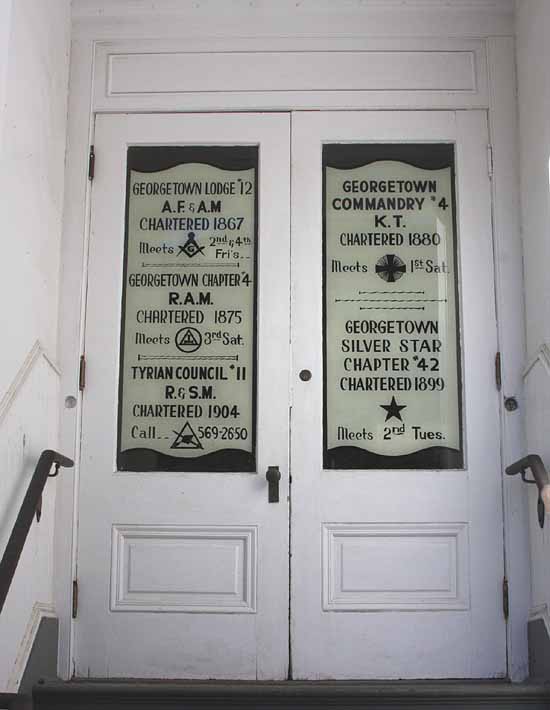 GEORGETOWN LODGE #12
A.F. & A.M
CHARTERED 1867
Meets G 2nd & 4th
Fri's..
GEORGETOWN CHAPTER #4
R.A.M.
CHARTERED 1875
Meets 3rd Sat.
TYRIAN COUNCIL #11
R. & S.M.
CHARTERED 1904
Call.. 569-2650
GEORGETOWN
COMMANDRY #4
K.T.
CHARTERED 1880
Meets 1st Sat.
GEORGETOWN
SILVER STAR
CHAPTER #42
CHARTERED 1899
Meets 2nd Tues.